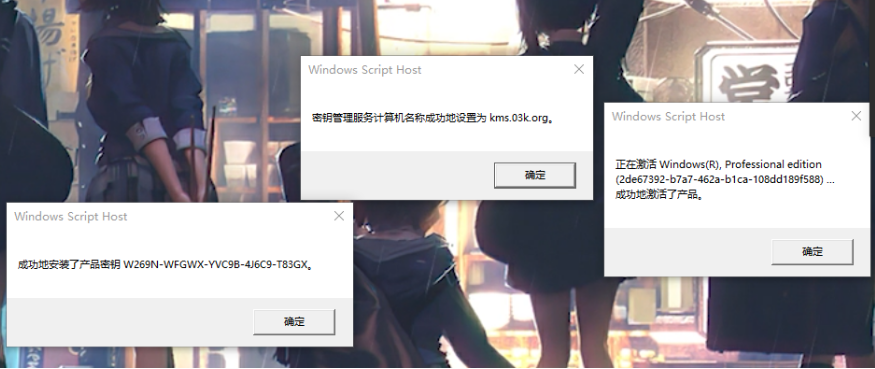 揚げ
Windows Script Host
密钥管理服务计算机名称成功地设置为 kms.03k.org。
确定
Windows Script Host
正在激活 Windows(R), Professional edition
(2de67392-b7a7-462a-b1ca-108dd189f588) ...
成功地激活了产品。
确定
Windows Script Host
成功地安装了产品密钥 W269N-WFGWX-YVC9B-4J6C9-T83GX。
确定